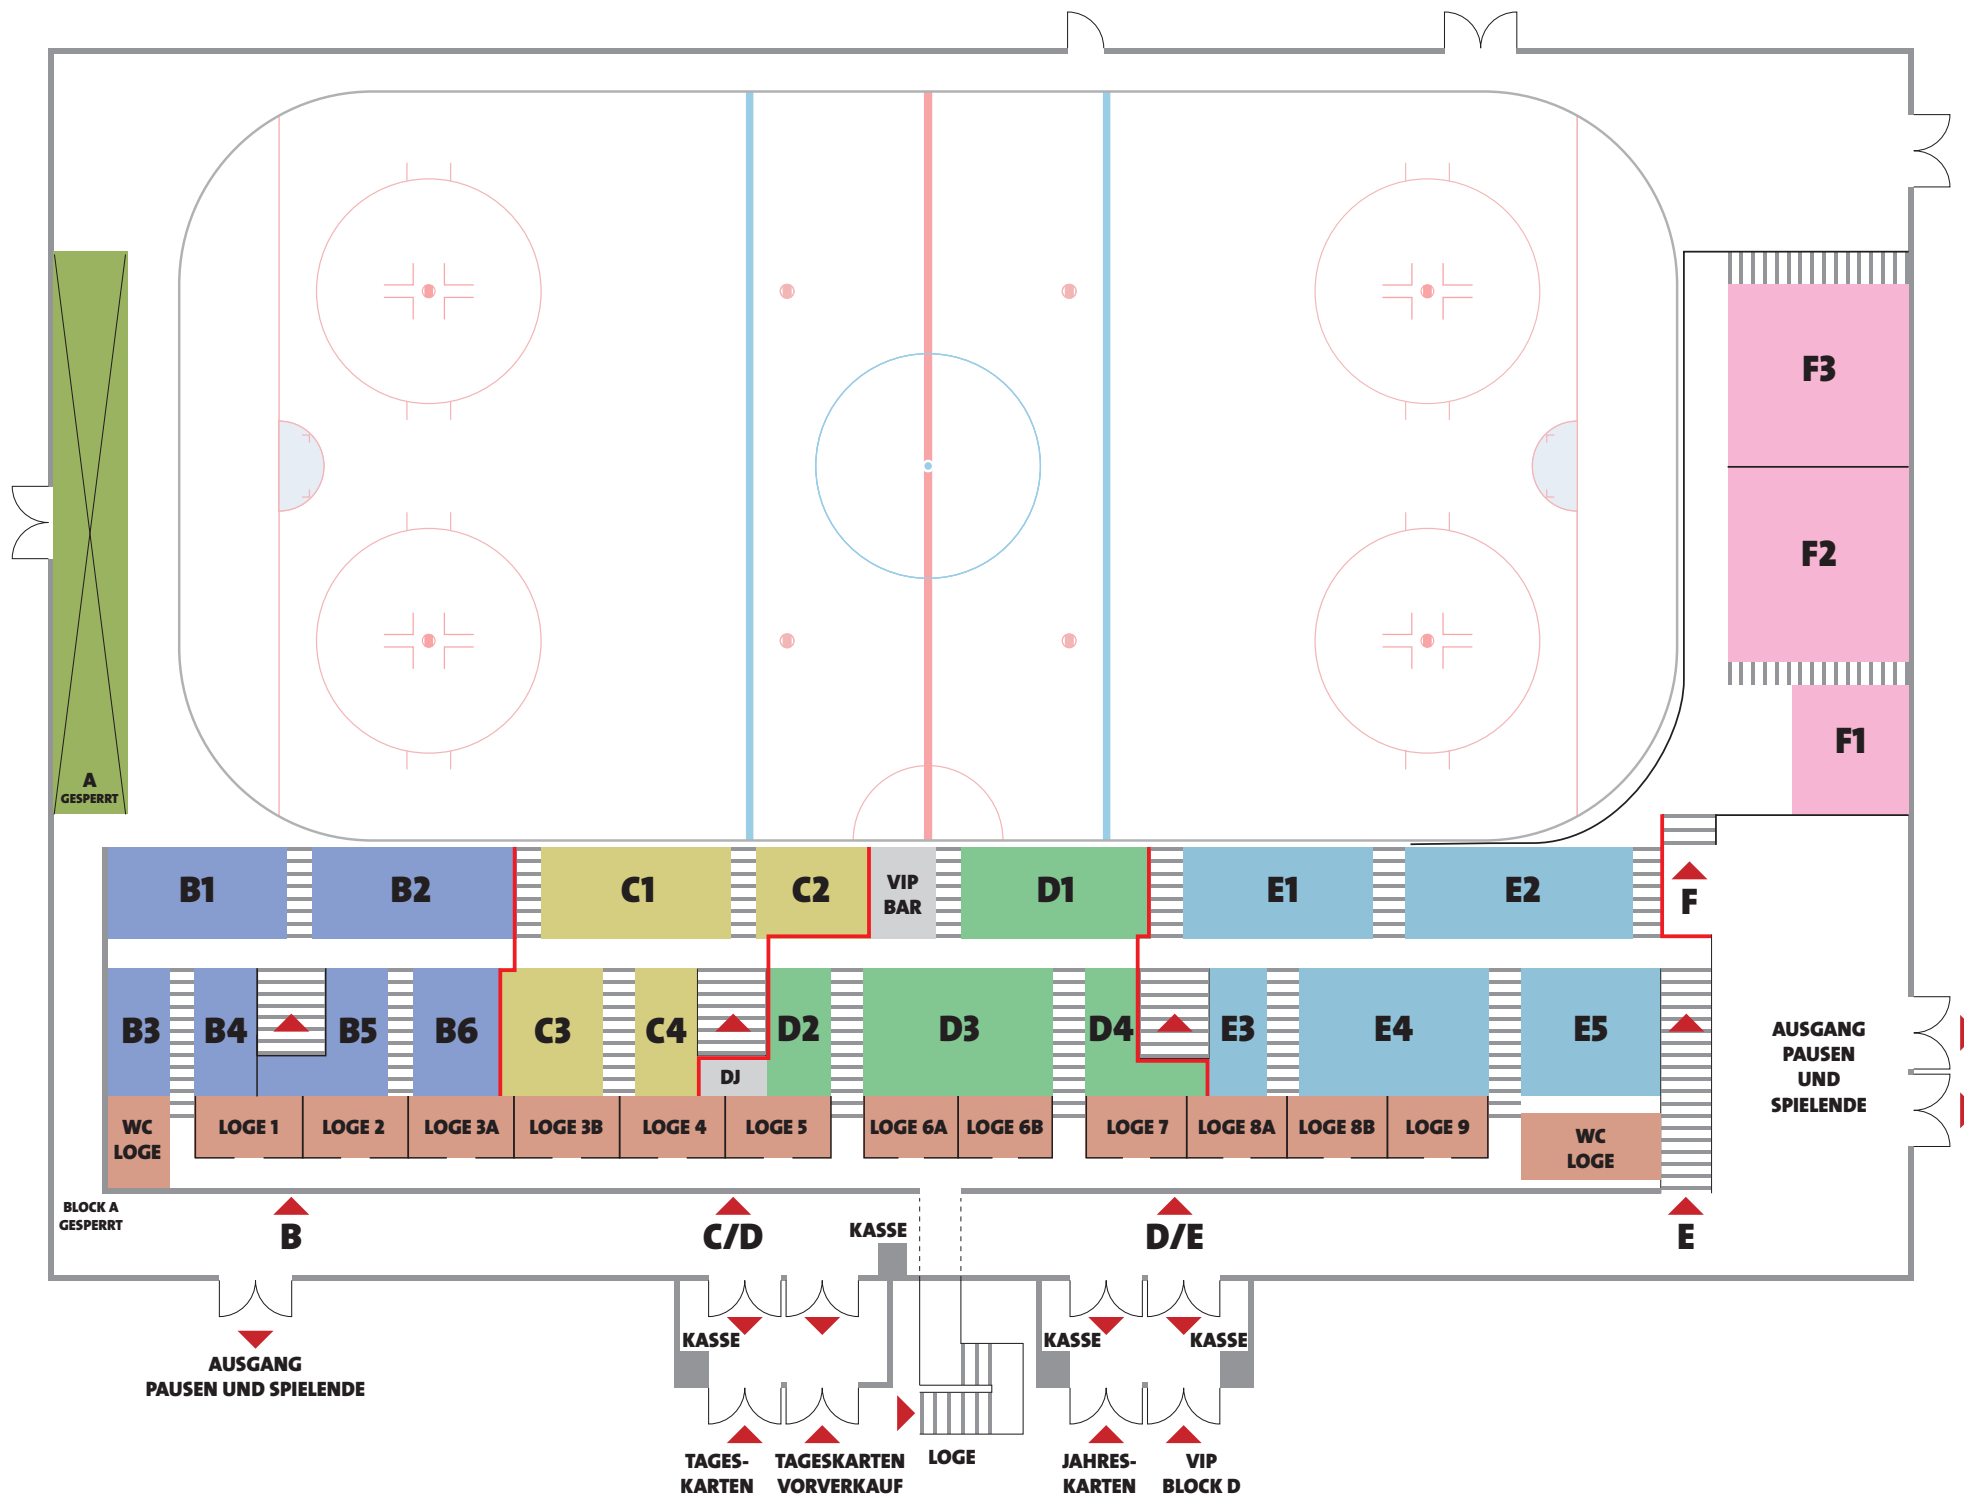 F3
F2
F1
A
GESPERRT
B1
B2
C1
C2
VIP
BAR
D1
E1
E2
F
B3
B4
B5
B6
C3
C4
DJ
D2
D3
D4
E3
E4
E5
AUSGANG
PAUSEN
UND
SPIELENDE
WC
LOGE
LOGE 1
LOGE 2
LOGE 3A
LOGE 3B
LOGE 4
LOGE 5
LOGE 6A
LOGE 6B
LOGE 7
LOGE 8A
LOGE 8B
LOGE 9
WC
LOGE
BLOCK A
GESPERRT
B
C/D
KASSE
D/E
E
KASSE
KASSE
KASSE
AUSGANG
PAUSEN UND SPIELENDE
TAGES-
KARTEN
TAGESKARTEN
VORVERKAUF
LOGE
JAHRES-
KARTEN
VIP
BLOCK D